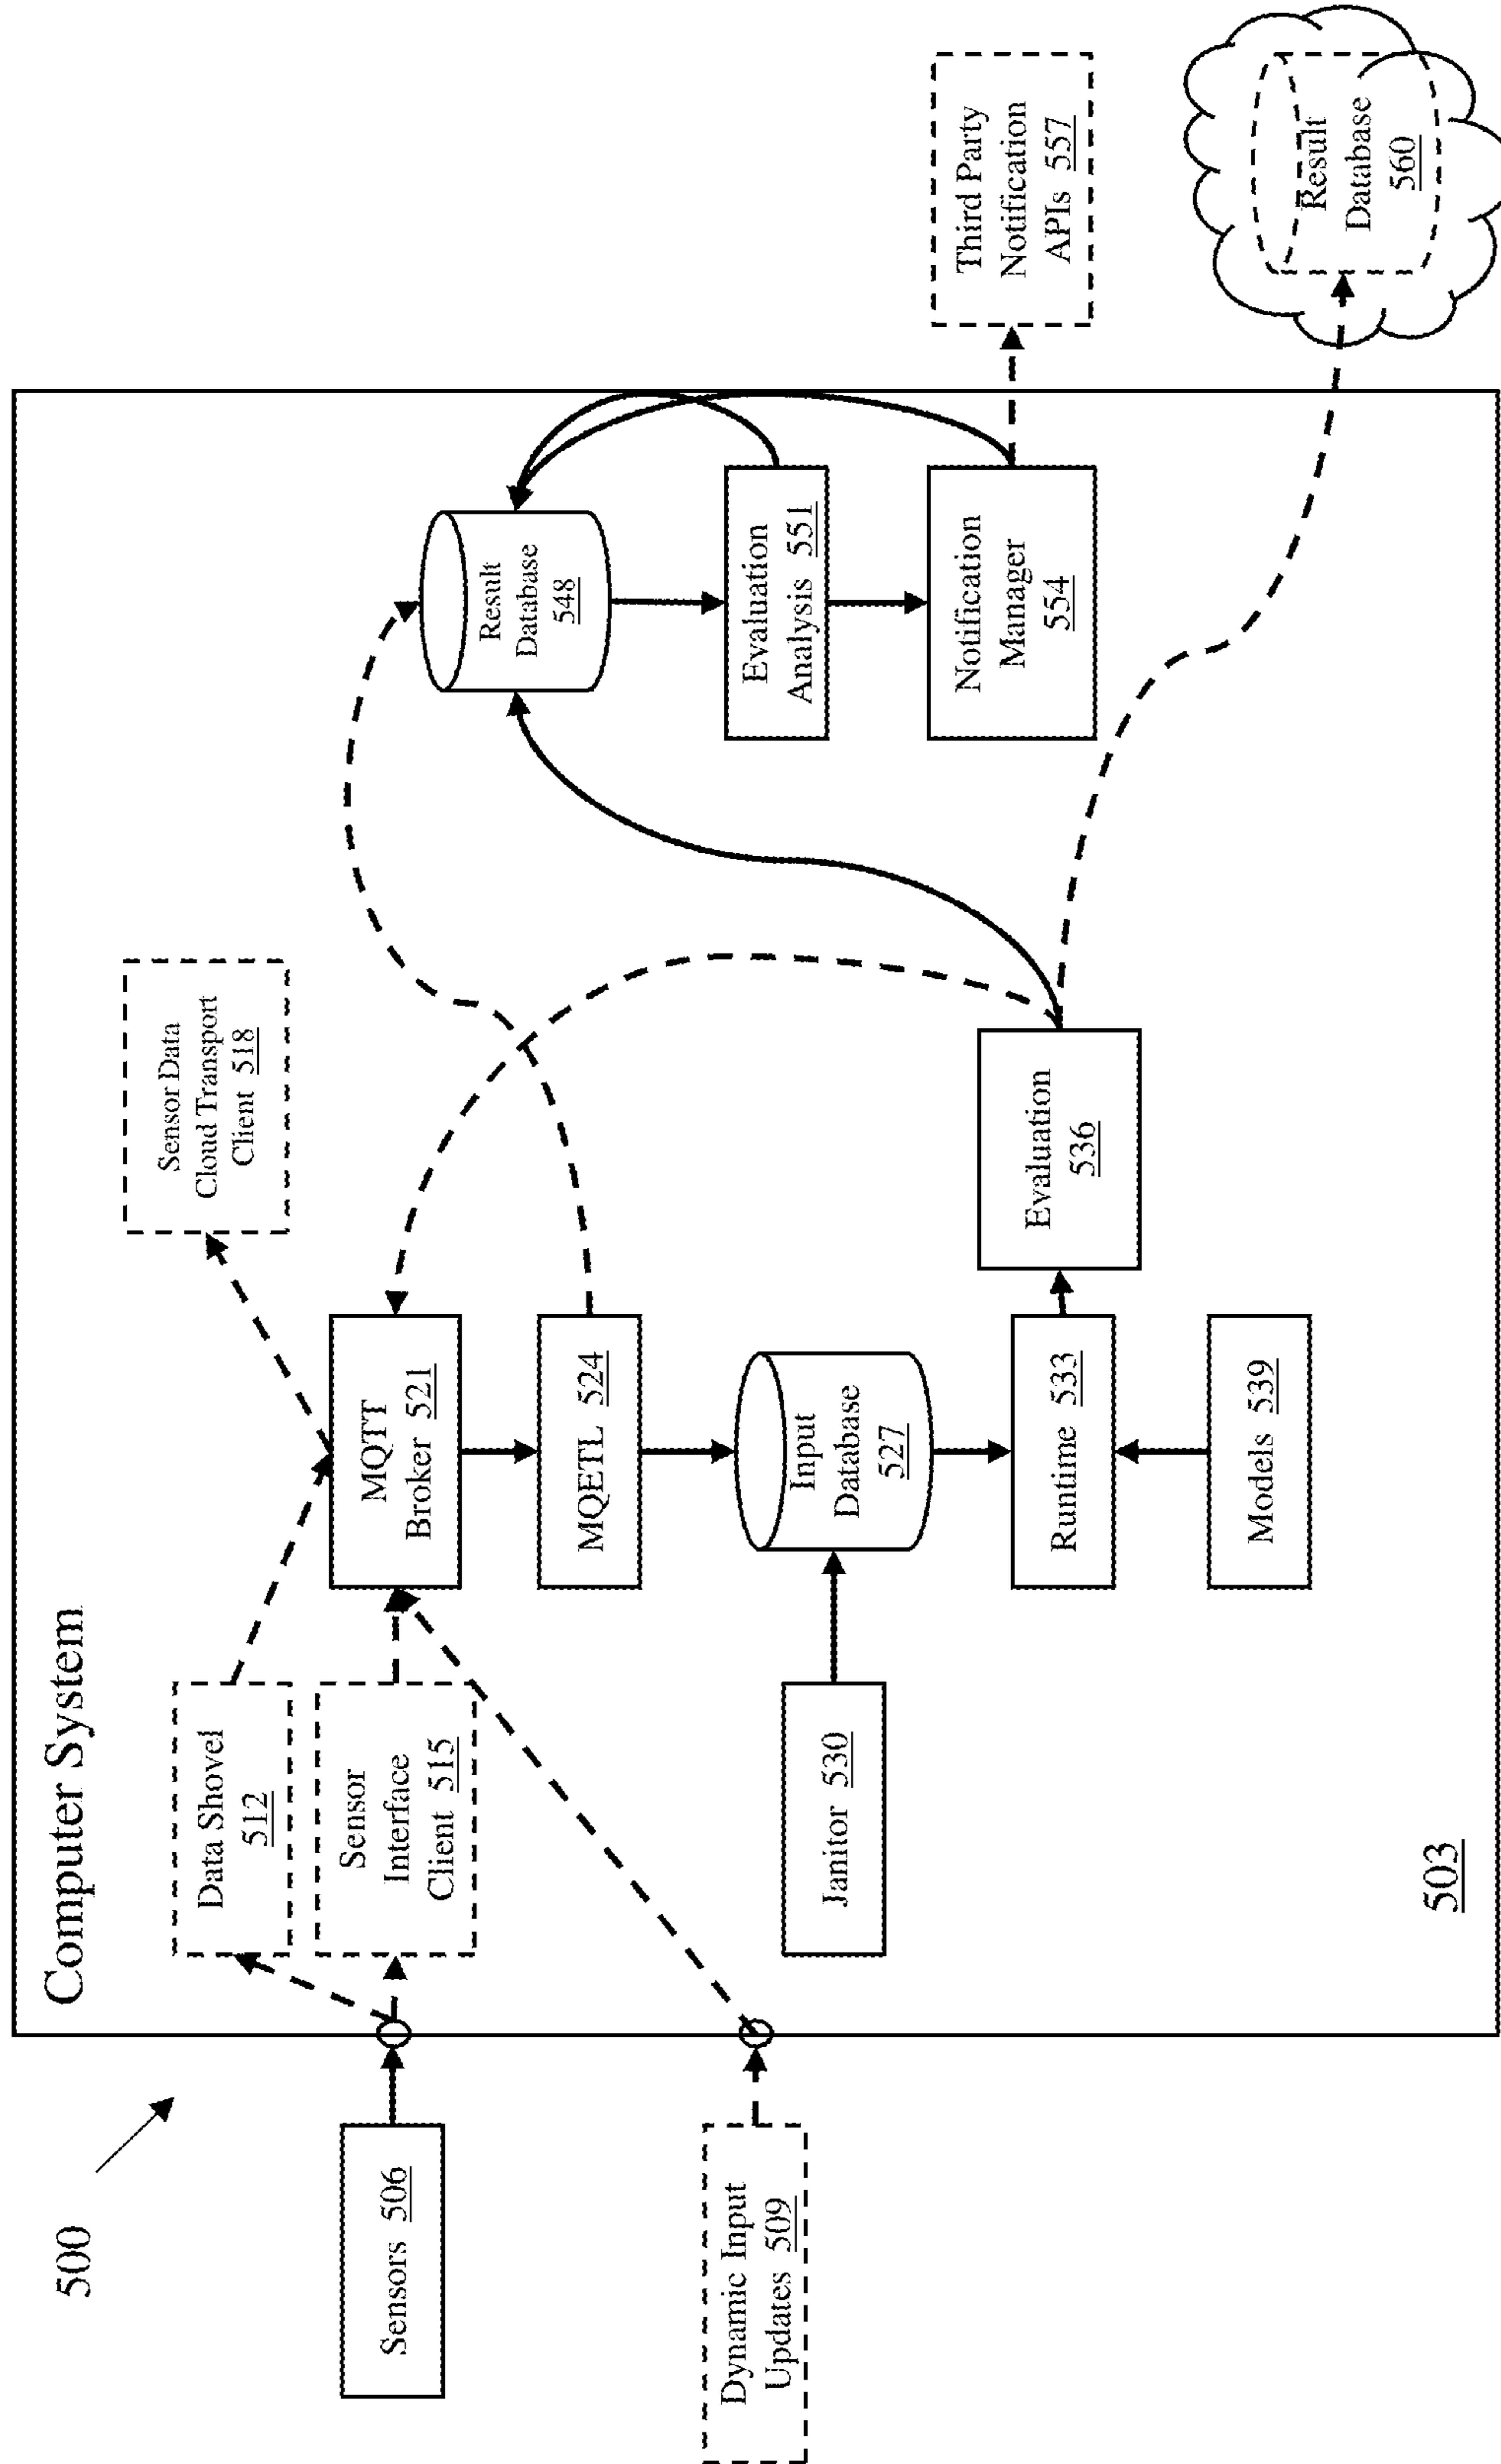 500
Computer System
Sensors 506
Dynamic Input
Updates 509
Data Shovel
512
Sensor
Interface
Client 515
Sensor Data
Cloud Transport
Client 518
MQTT
Broker 521
MQETL 524
Input
Database
527
Janitor 530
Runtime 533
Models 539
Evaluation
536
Result
Database
548
Evaluation
Analysis 551
Notification
Manager
554
Third Party
Notification
APIs 557
Result
Database
560
503